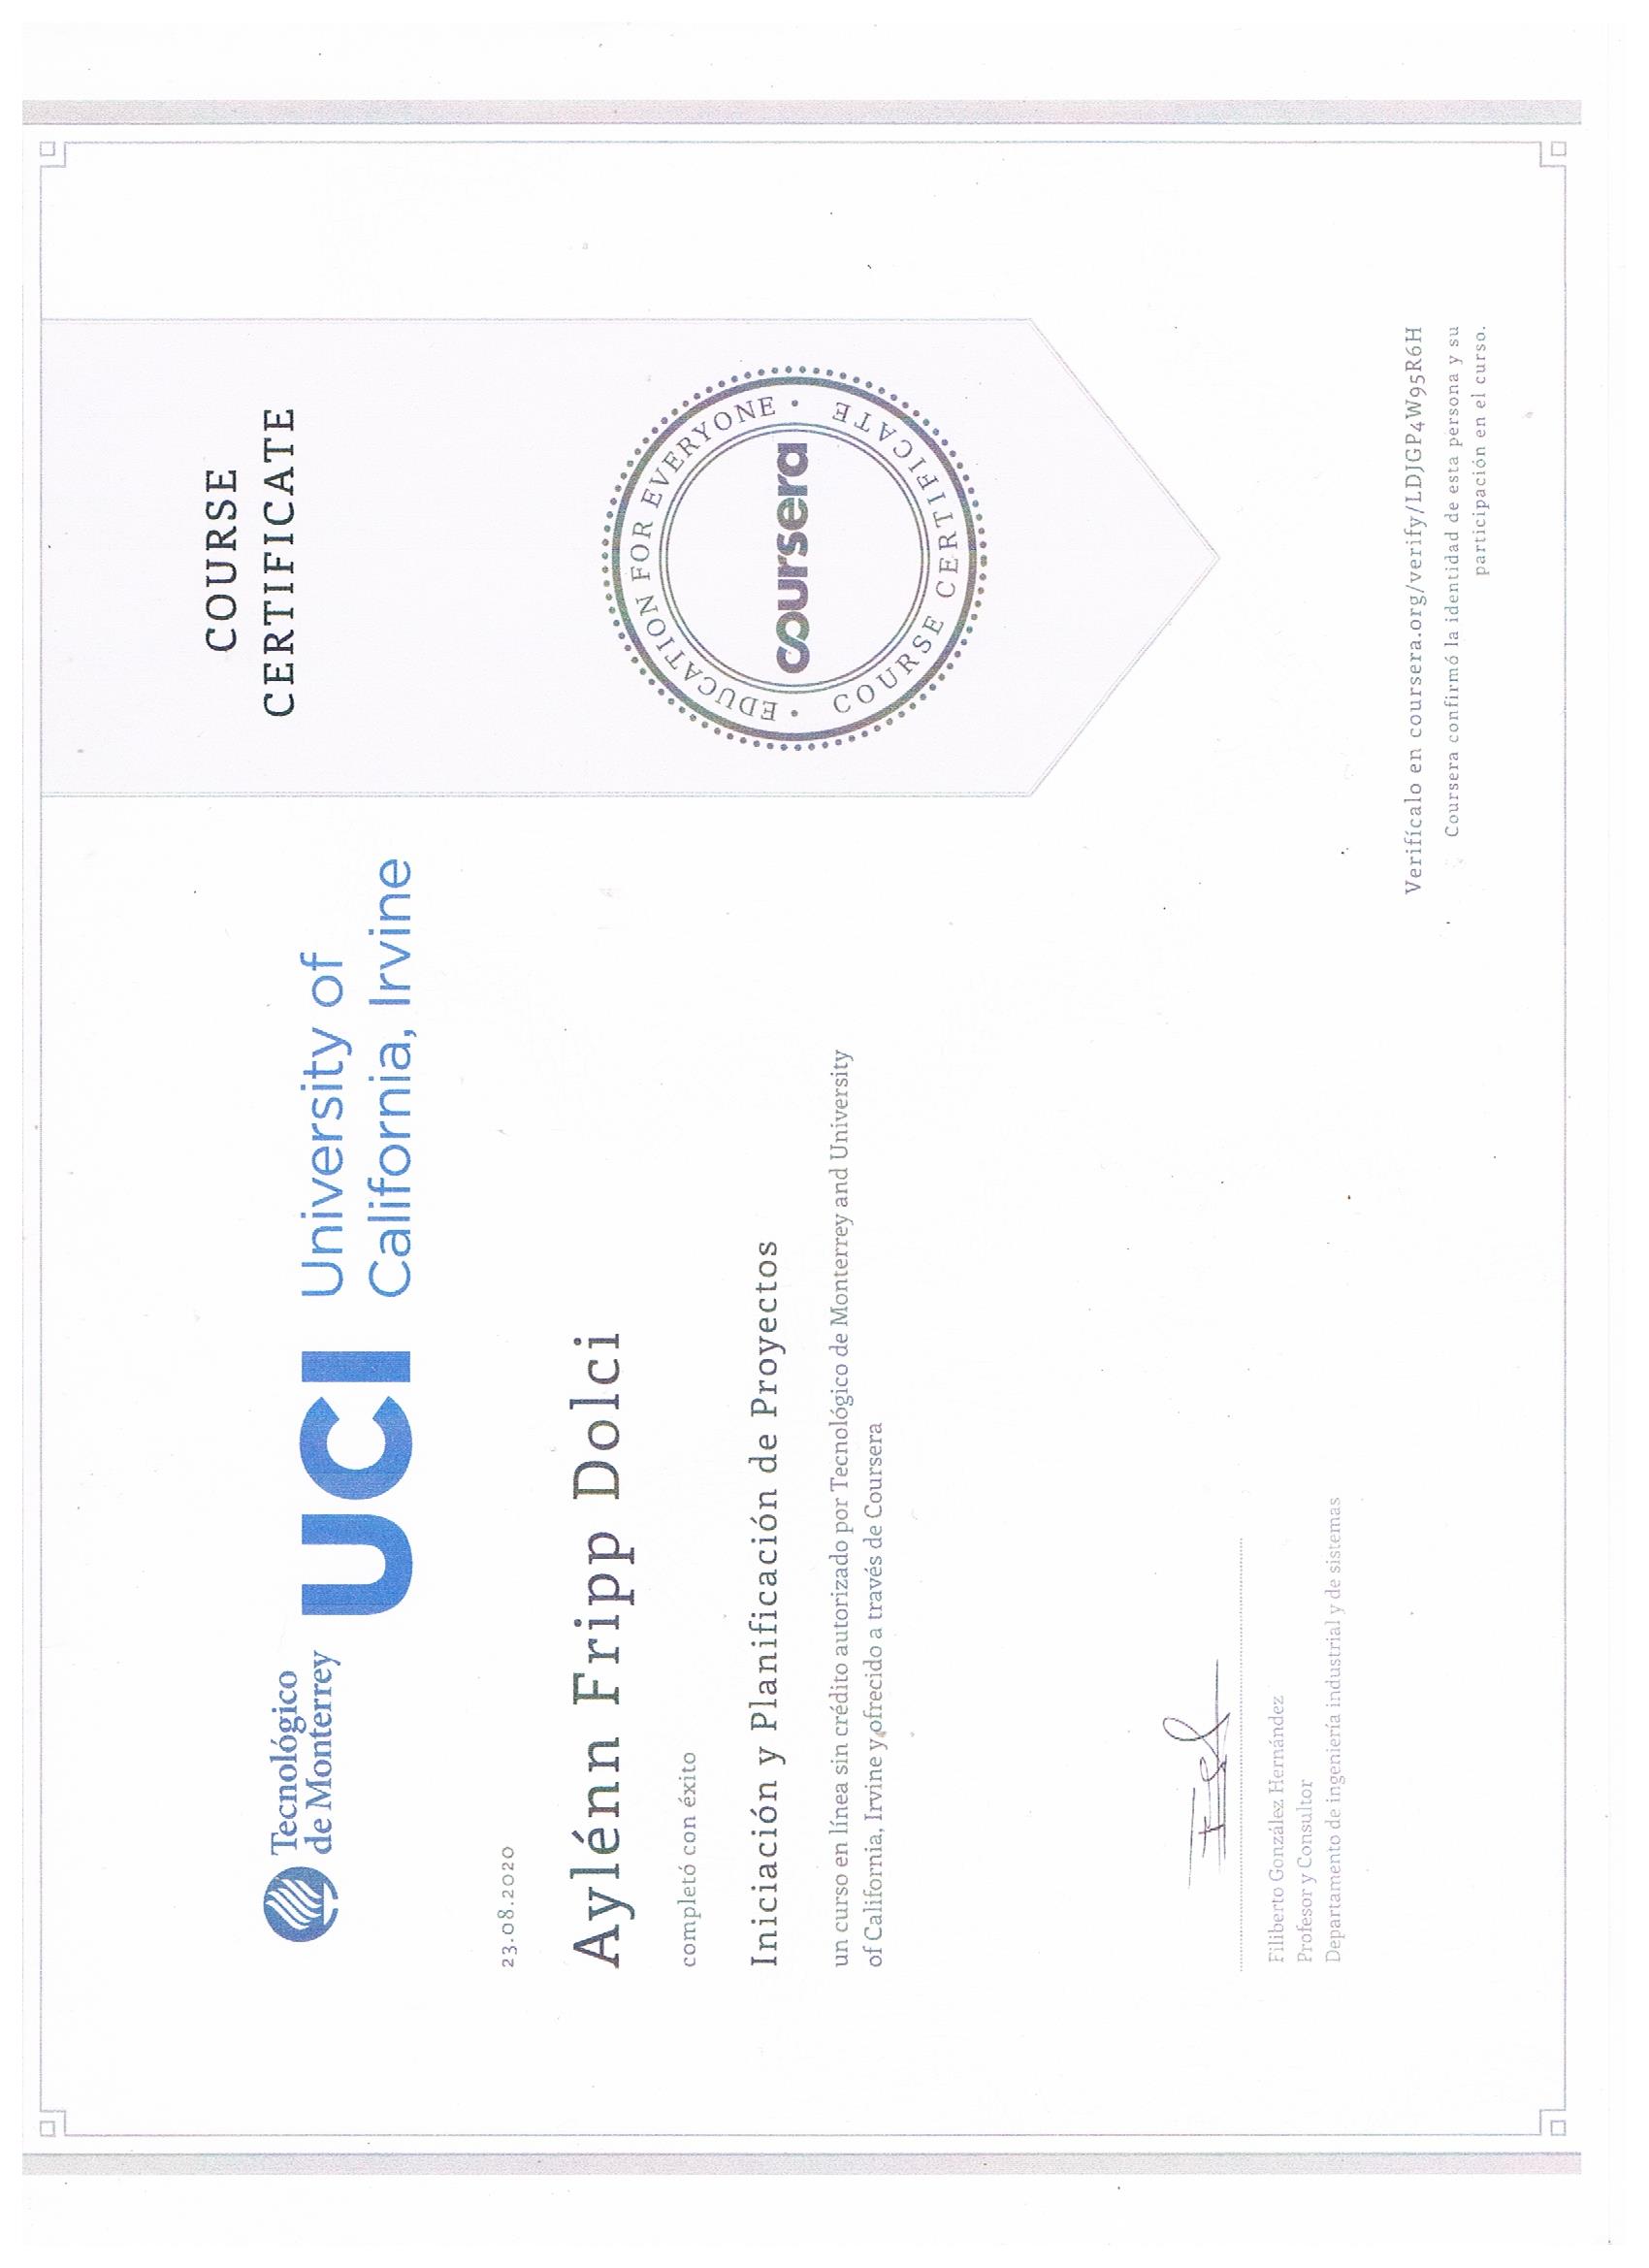 Tecnológico
de Monterrey
UCI
University of
California, Irvine
COURSE
CERTIFICATE
23.08.2020
Aylénn Fripp Dolci
completó con éxito
Iniciación y Planificación de Proyectos
un curso en línea sin crédito autorizado por Tecnológico de Monterrey and University
of California, Irvine y ofrecido a través de Coursera
EDUCATION FOR EVERYONE
coursera
COURSE CERTIFICATE
Filiberto González Hernández
Profesor y Consultor
Departamento de ingeniería industrial y de sistemas
Verifícalo en coursera.org/verify/LDJGP4W95R6H
Coursera confirmó la identidad de esta persona y su
participación en el curso.